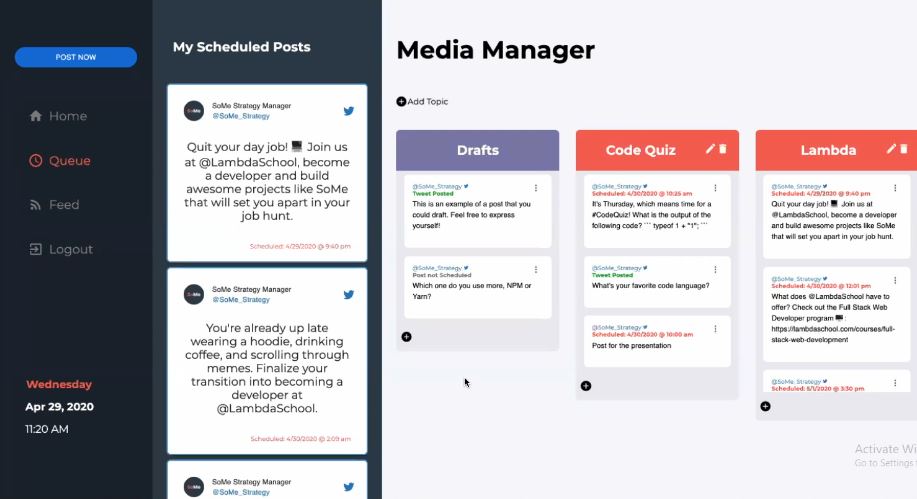 POST NOW
Home
Queue
Feed
Logout
Wednesday
Apr 29, 2020
11:20 AM
My Scheduled Posts
SoMe
SoMe Strategy Manager
@SoMe_Strategy
Quit your day job! Join us
at @LambdaSchool, become
a developer and build
awesome projects like SoMe
that will set you apart in your
job hunt.
Scheduled: 4/29/2020 @ 9:40 pm
SoMe
SoMe Strategy Manager
@SoMe_Strategy
You're already up late
wearing a hoodie, drinking
coffee, and scrolling through
memes. Finalize your
transition into becoming a
developer at
@LambdaSchool.
Scheduled: 4/30/2020 @ 2:09 am
SoMe
SoMe Strategy Manager
@SoMe_Strategy
Media Manager
Add Topic
Drafts
@SoMe_Strategy
Tweet Posted
This is an example of a post that you
could draft. Feel free to express
yourself!
@SoMe_Strategy
Post not Scheduled
Which one do you use more, NPM or
Yarn?
Code Quiz
@SoMe_Strategy
Scheduled: 4/30/2020 @ 10:25 am
It's Thursday, which means time for a
#CodeQuiz! What is the output of the
following code? ``` typeof 1 + "1"; ```
@SoMe_Strategy
Tweet Posted
What's your favorite code language?
@SoMe_Strategy
Scheduled: 4/30/2020 @ 10:00 am
Post for the presentation
Lambda
@SoMe_Strategy
Scheduled: 4/29/2020 @ 9:40 pm
Quit your day job! Join us at
@LambdaSchool, become a developer
and build awesome projects like SoMe
that will set you apart in your job hunt.
@SoMe_Strategy
Scheduled: 4/30/2020 @ 12:01 pm
What does @LambdaSchool have to
offer? Check out the Full Stack Web
Developer program :
https://lambdaschool.com/courses/full-
stack-web-development
@SoMe_Strategy
Scheduled: 5/1/2020 @ 3:30 pm
Activate Wi
Go to Settings